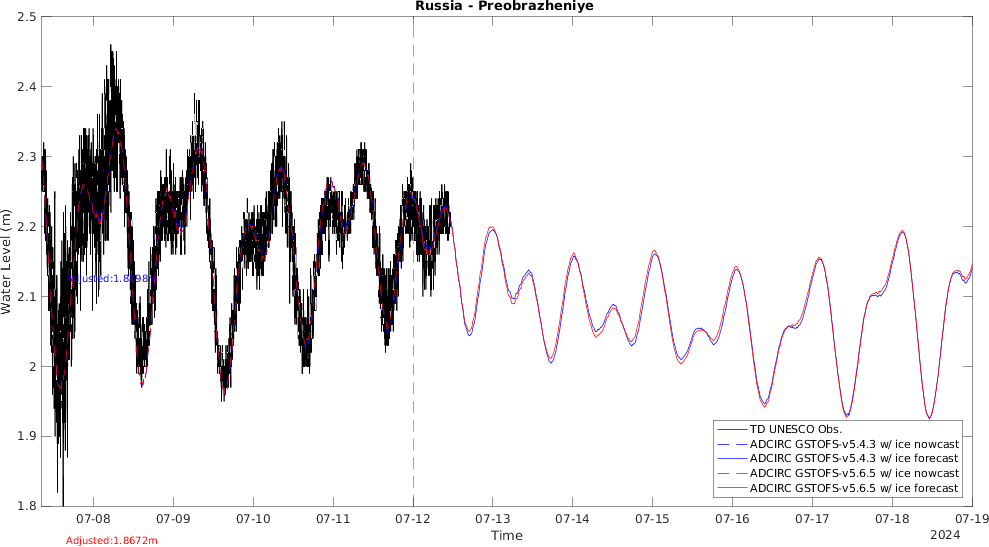 Russia - Preobrazheniye
Water Level (m)
2.5
2.4
2.3
2.2
2.1
2
1.9
1.8
TD UNESCO Obs.
ADCIRC GSTOFS-v5.4.3 w/ ice nowcast
ADCIRC GSTOFS-v5.4.3 w/ ice forecast
ADCIRC GSTOFS-v5.6.5 w/ ice nowcast
ADCIRC GSTOFS-v5.6.5 w/ ice forecast
07-08 07-09 07-10 07-11 07-12 07-13 07-14 07-15 07-16 07-17 07-18 07-19
Time
2024
Adjusted:1.8672m